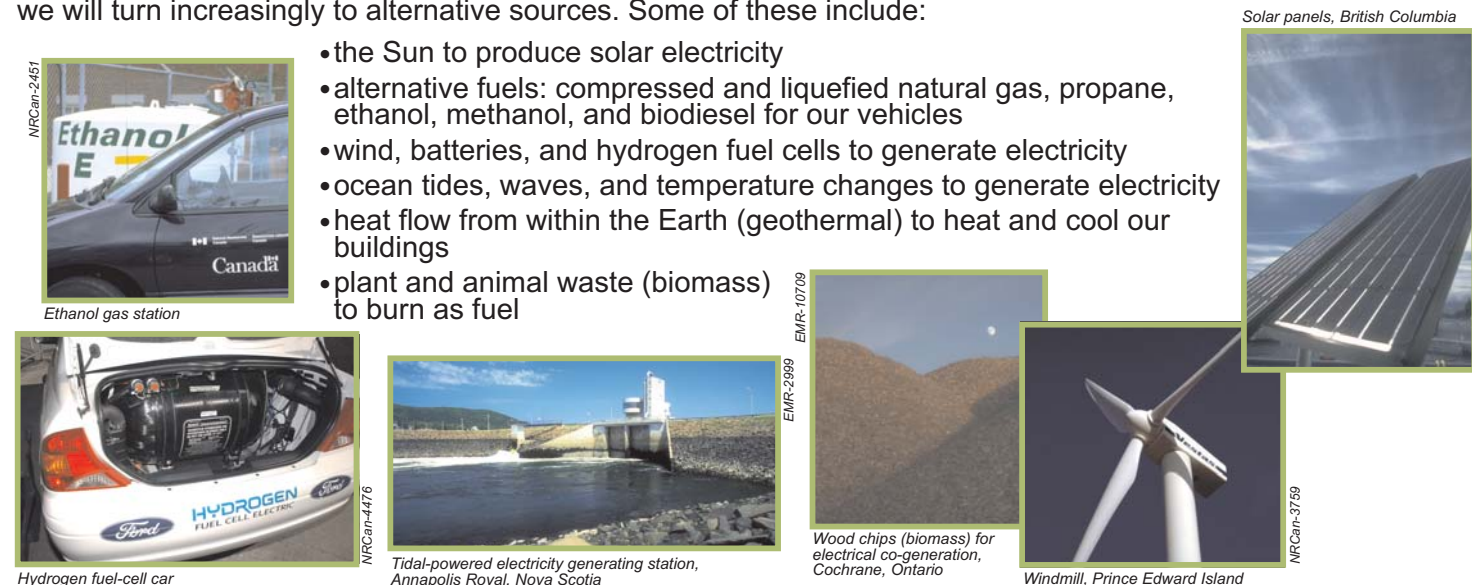 we will turn increasingly to alternative sources. Some of these include:
Solar panels, British Columbia
•the Sun to produce solar electricity
•alternative fuels: compressed and liquefied natural gas, propane,
ethanol, methanol, and biodiesel for our vehicles
•wind, batteries, and hydrogen fuel cells to generate electricity
•ocean tides, waves, and temperature changes to generate electricity
•heat flow from within the Earth (geothermal) to heat and cool our
buildings
•plant and animal waste (biomass)
to burn as fuel
NRCan-2451
Ethanol
E
Canada
Ethanol gas station
HYDROGEN
FUEL CELL ELECTRIC
Ford
Ford
NRCan-4476
Hydrogen fuel-cell car
EMR-2999
Tidal-powered electricity generating station,
Annapolis Royal, Nova Scotia
EMR-10709
Wood chips (biomass) for
electrical co-generation,
Cochrane, Ontario
Vestas
NRCan-3759
Windmill, Prince Edward Island